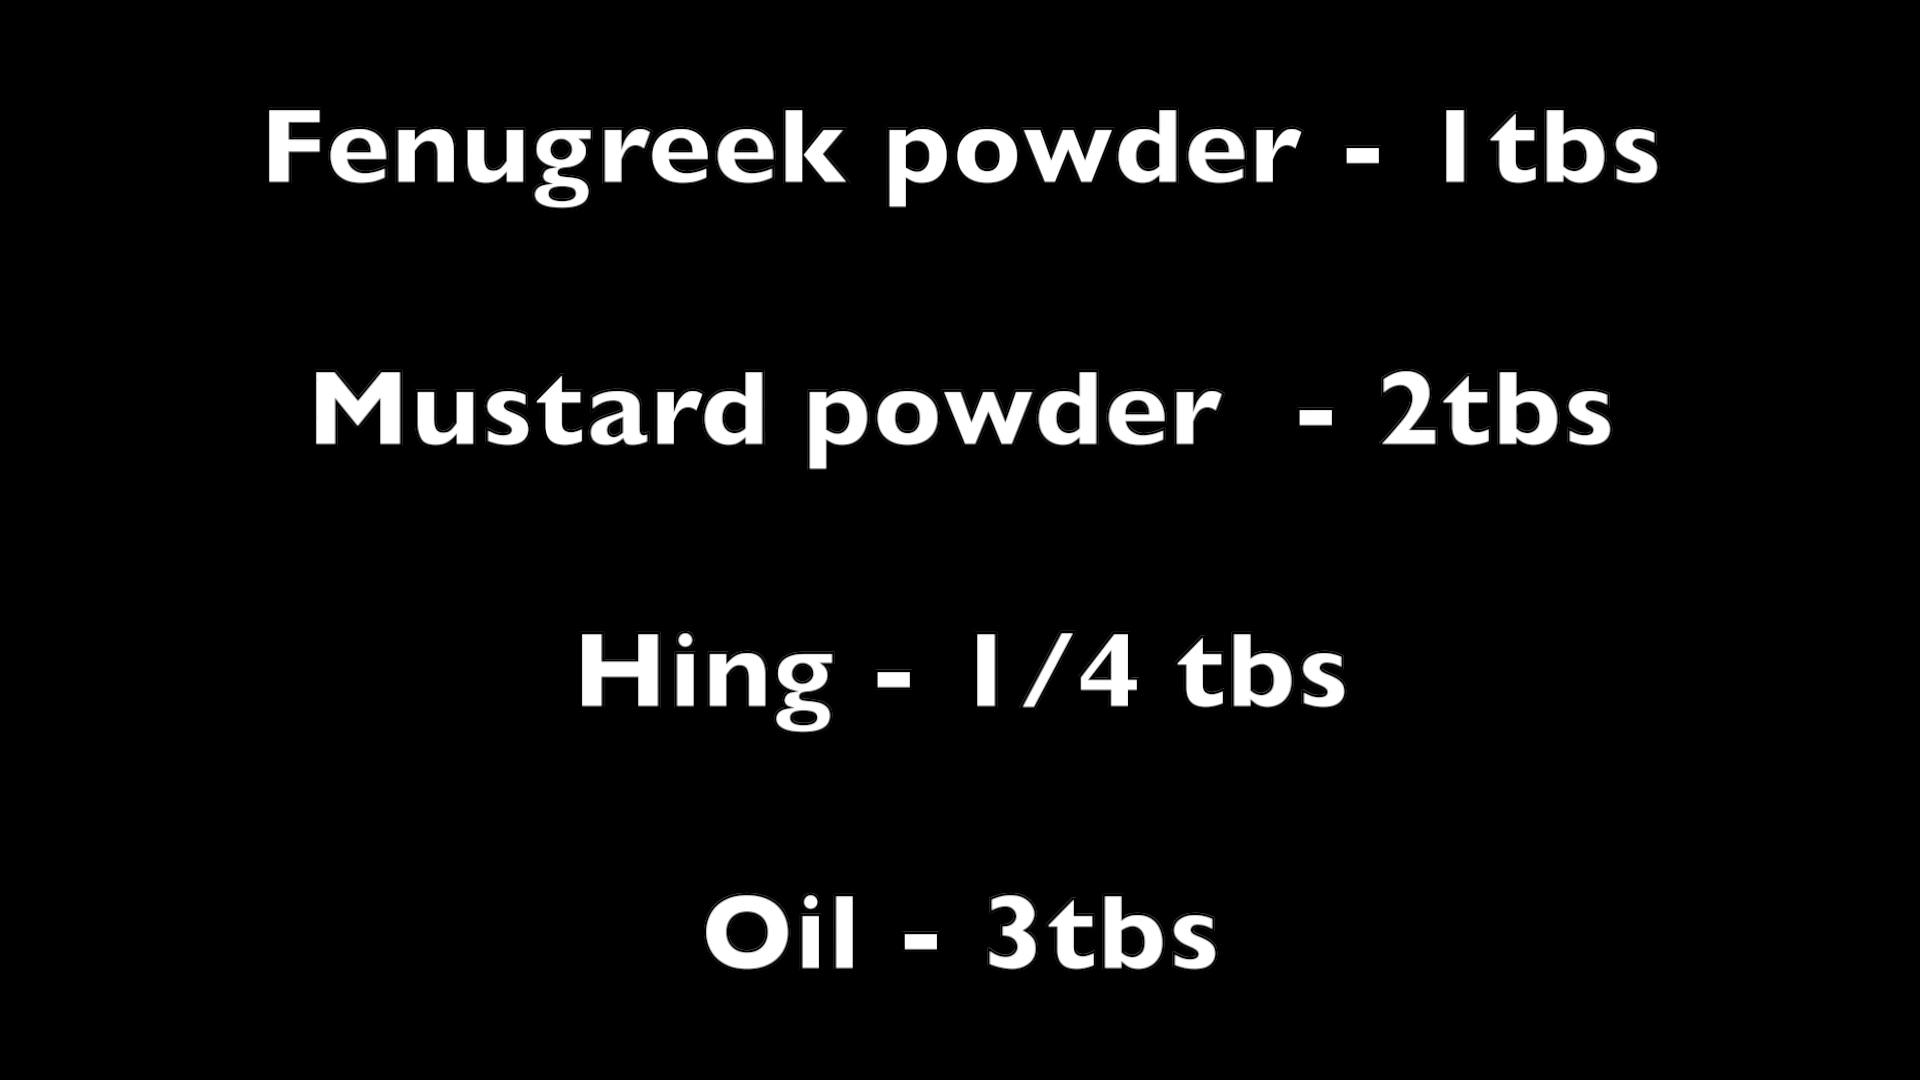 Fenugreek powder - 1tbs
Mustard powder  - 2tbs
Hing - 1/4 tbs
Oil - 3tbs